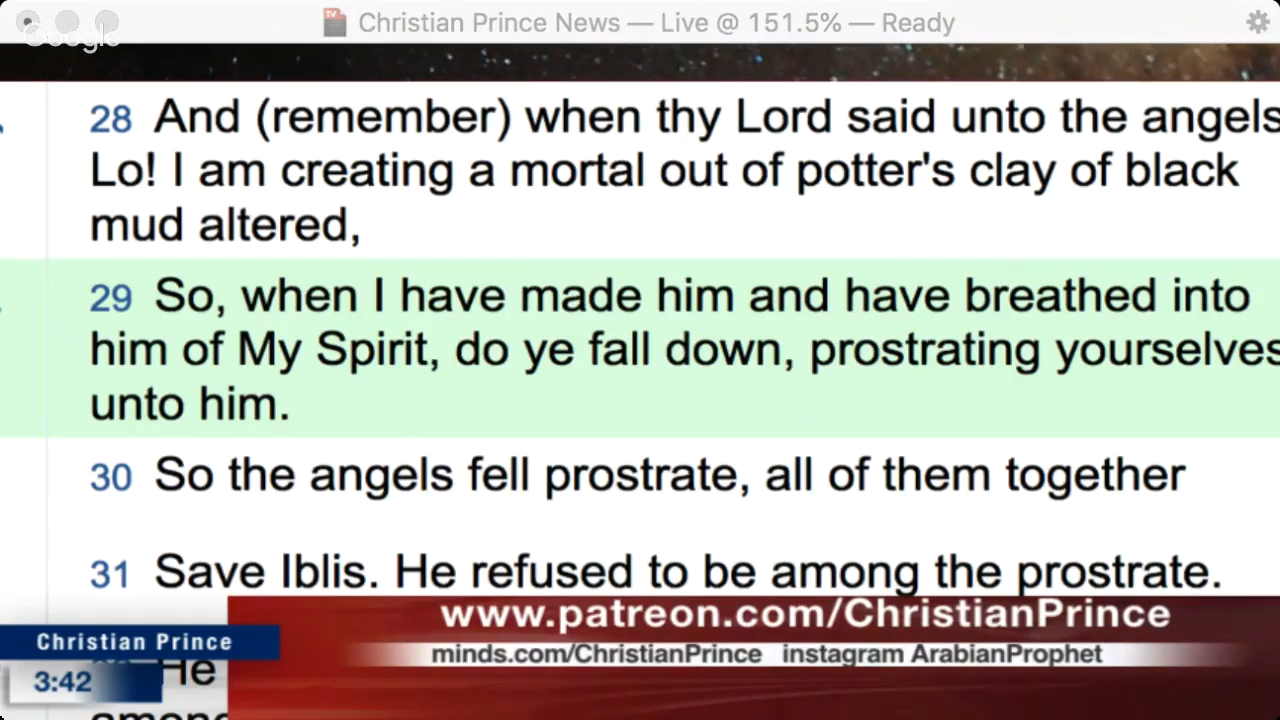 Christian Prince News — Live @ 151.5% — Ready
Google
28 And (remember) when thy Lord said unto the angels
Lo! I am creating a mortal out of potter's clay of black
mud altered,
29 So, when I have made him and have breathed into
him of My Spirit, do ye fall down, prostrating yourselves
unto him.
30 So the angels fell prostrate, all of them together
31 Save Iblis. He refused to be among the prostrate.
www.patreon.com/ChristianPrince
Christian Prince
minds.com/ChristianPrince instagram ArabianProphet
He
3:42